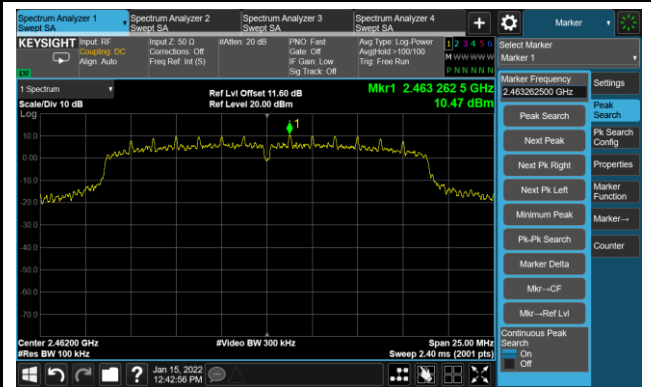 Spectrum Analyzer 1
Swept SA
Spectrum Analyzer 2
Swept SA
Spectrum Analyzer 3
Swept SA
Spectrum Analyzer 4
Swept SA
+
Marker
KEYSIGHT
Input: RF
Coupling: DC
Align: Auto
Input Z: 50 Ω
Corrections: Off
Freq Ref: Int (S)
#Atten: 20 dB
PNO: Fast
Gate: Off
IF Gain: Low
Sig Track: Off
Avg Type: Log-Power
Avg|Hold:>100/100
Trig: Free Run
1 2 3 4 5 6
M W W W W W
P N N N N N
LVI
Select Marker
Marker 1
1 Spectrum
Scale/Div 10 dB
Log
Ref Lvl Offset 11.60 dB
Ref Level 20.00 dBm
Mkr1 2.463 262 5 GHz
10.47 dBm
1
10.0
0.00
-10.0
-20.0
-30.0
-40.0
-50.0
-60.0
-70.0
Center 2.46200 GHz
#Res BW 100 kHz
#Video BW 300 kHz
Span 25.00 MHz
Sweep 2.40 ms (2001 pts)
Marker Frequency
2.463262500 GHz
Peak Search
Next Peak
Next Pk Right
Next Pk Left
Minimum Peak
Pk-Pk Search
Marker Delta
Mkr→CF
Mkr→Ref Lvl
Continuous Peak
Search
On
Off
Settings
Peak
Search
Pk Search
Config
Properties
Marker
Function
Marker→
Counter
?
Jan 15, 2022
12:42:56 PM